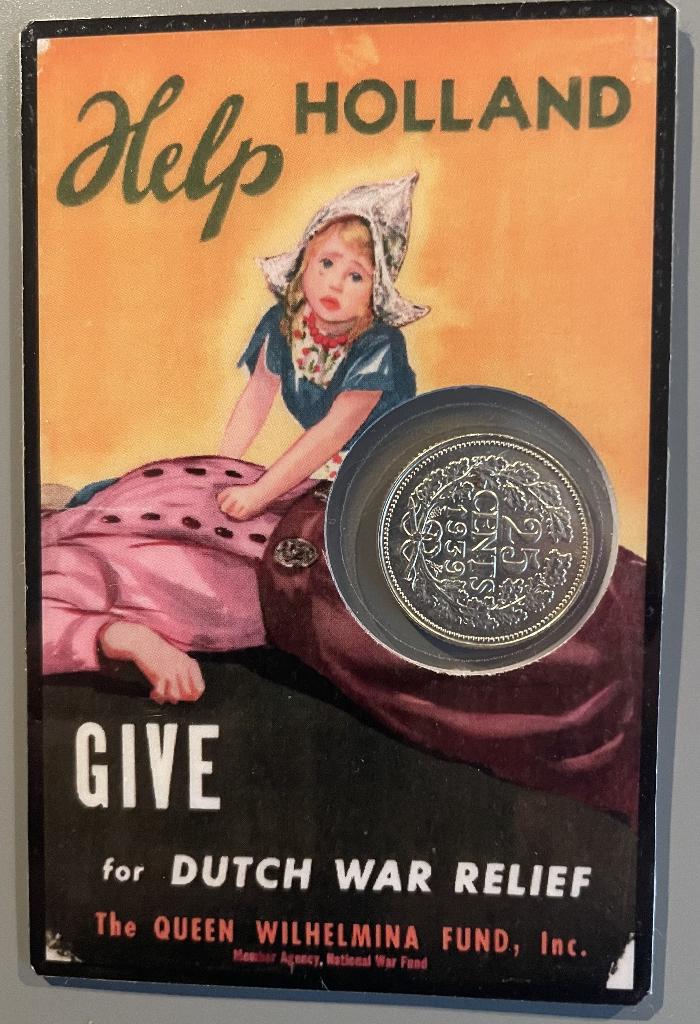 Help HOLLAND
25
CENTS
1939
GIVE
for DUTCH WAR RELIEF
The QUEEN WILHELMINA FUND, Inc.
Member Agency, National War Fund